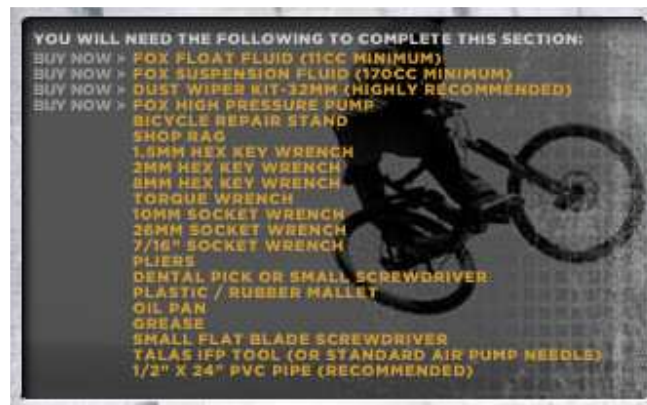 YOU WILL NEED THE FOLLOWING TO COMPLETE THIS SECTION:
BUY NOW > FOX FLOAT FLUID (11CC MINIMUM)
BUY NOW > FOX SUSPENSION FLUID (170CC MINIMUM)
BUY NOW > DUST WIPER KIT-32MM (HIGHLY RECOMMENDED)
BUY NOW > FOX HIGH PRESSURE PUMP
BICYCLE REPAIR STAND
SHOP RAG
1.5MM HEX KEY WRENCH
2MM HEX KEY WRENCH
8MM HEX KEY WRENCH
TORQUE WRENCH
10MM SOCKET WRENCH
26MM SOCKET WRENCH
7/16" SOCKET WRENCH
PLIERS
DENTAL PICK OR SMALL SCREWDRIVER
PLASTIC / RUBBER MALLET
OIL PAN
GREASE
SMALL FLAT BLADE SCREWDRIVER
TALAS IFP TOOL (OR STANDARD AIR PUMP NEEDLE)
1/2" X 24" PVC PIPE (RECOMMENDED)